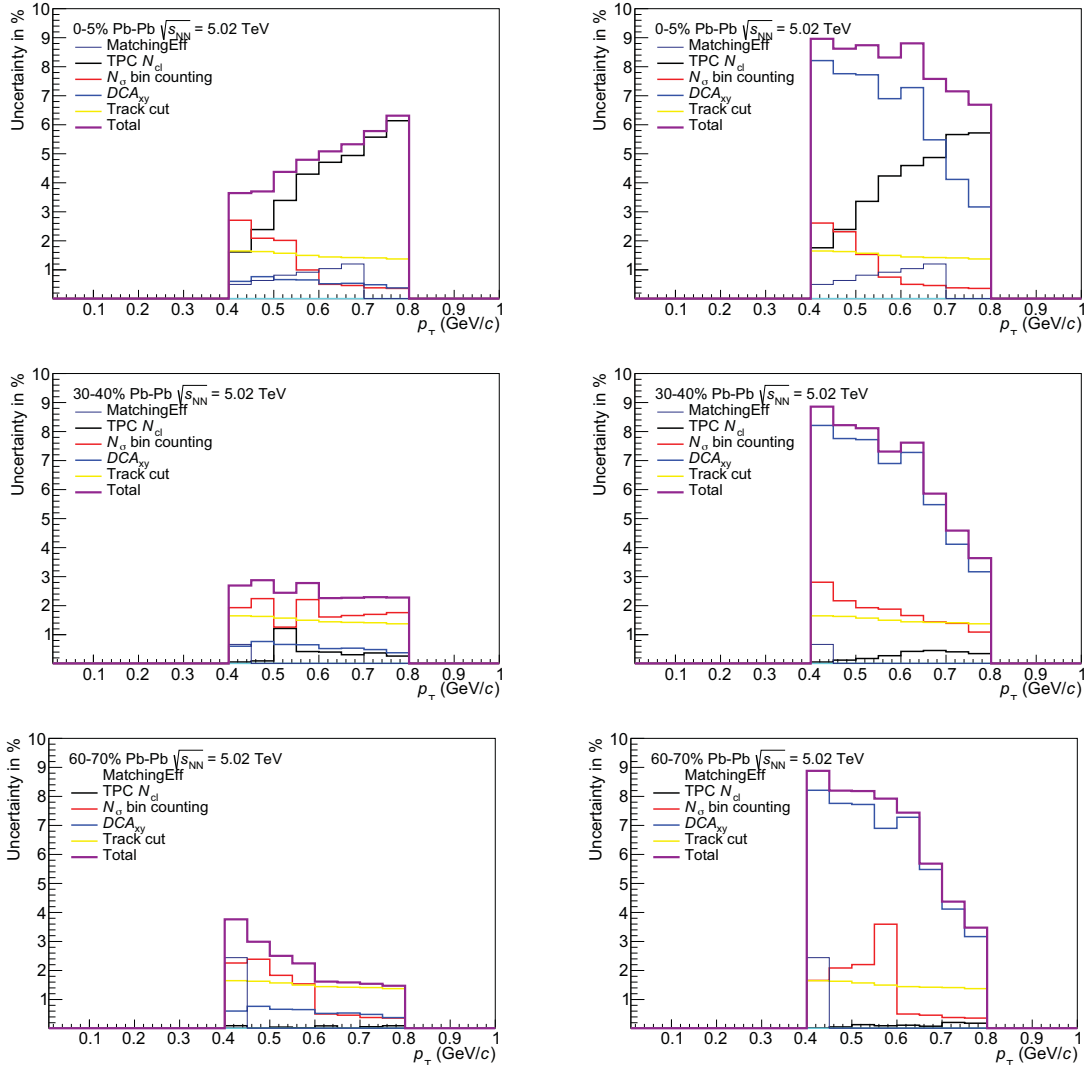 0-5% Pb-Pb √sNN = 5.02 TeV
MatchingEff
TPC Ncl
Nσ bin counting
DCAxy
Track cut
Total
Uncertainty in %
10
9
8
7
6
5
4
3
2
1
0.1 0.2 0.3 0.4 0.5 0.6 0.7 0.8 0.9 1
pT (GeV/c)
0-5% Pb-Pb √sNN = 5.02 TeV
MatchingEff
TPC Ncl
Nσ bin counting
DCAxy
Track cut
Total
Uncertainty in %
10
9
8
7
6
5
4
3
2
1
0.1 0.2 0.3 0.4 0.5 0.6 0.7 0.8 0.9 1
pT (GeV/c)
30-40% Pb-Pb √sNN = 5.02 TeV
MatchingEff
TPC Ncl
Nσ bin counting
DCAxy
Track cut
Total
Uncertainty in %
10
9
8
7
6
5
4
3
2
1
0.1 0.2 0.3 0.4 0.5 0.6 0.7 0.8 0.9 1
pT (GeV/c)
30-40% Pb-Pb √sNN = 5.02 TeV
MatchingEff
TPC Ncl
Nσ bin counting
DCAxy
Track cut
Total
Uncertainty in %
10
9
8
7
6
5
4
3
2
1
0.1 0.2 0.3 0.4 0.5 0.6 0.7 0.8 0.9 1
pT (GeV/c)
60-70% Pb-Pb √sNN = 5.02 TeV
MatchingEff
TPC Ncl
Nσ bin counting
DCAxy
Track cut
Total
Uncertainty in %
10
9
8
7
6
5
4
3
2
1
0.1 0.2 0.3 0.4 0.5 0.6 0.7 0.8 0.9 1
pT (GeV/c)
60-70% Pb-Pb √sNN = 5.02 TeV
MatchingEff
TPC Ncl
Nσ bin counting
DCAxy
Track cut
Total
Uncertainty in %
10
9
8
7
6
5
4
3
2
1
0.1 0.2 0.3 0.4 0.5 0.6 0.7 0.8 0.9 1
pT (GeV/c)